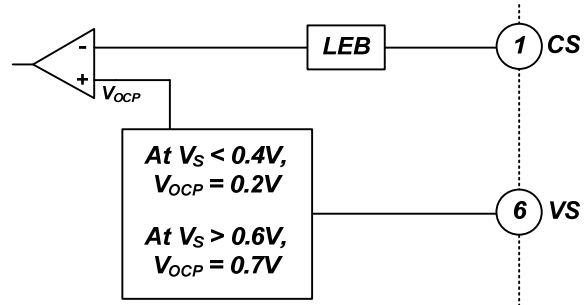 -
LEB
1
CS
+
V_OCP
At V_S < 0.4V,
V_OCP = 0.2V
At V_S > 0.6V,
V_OCP = 0.7V
6
VS